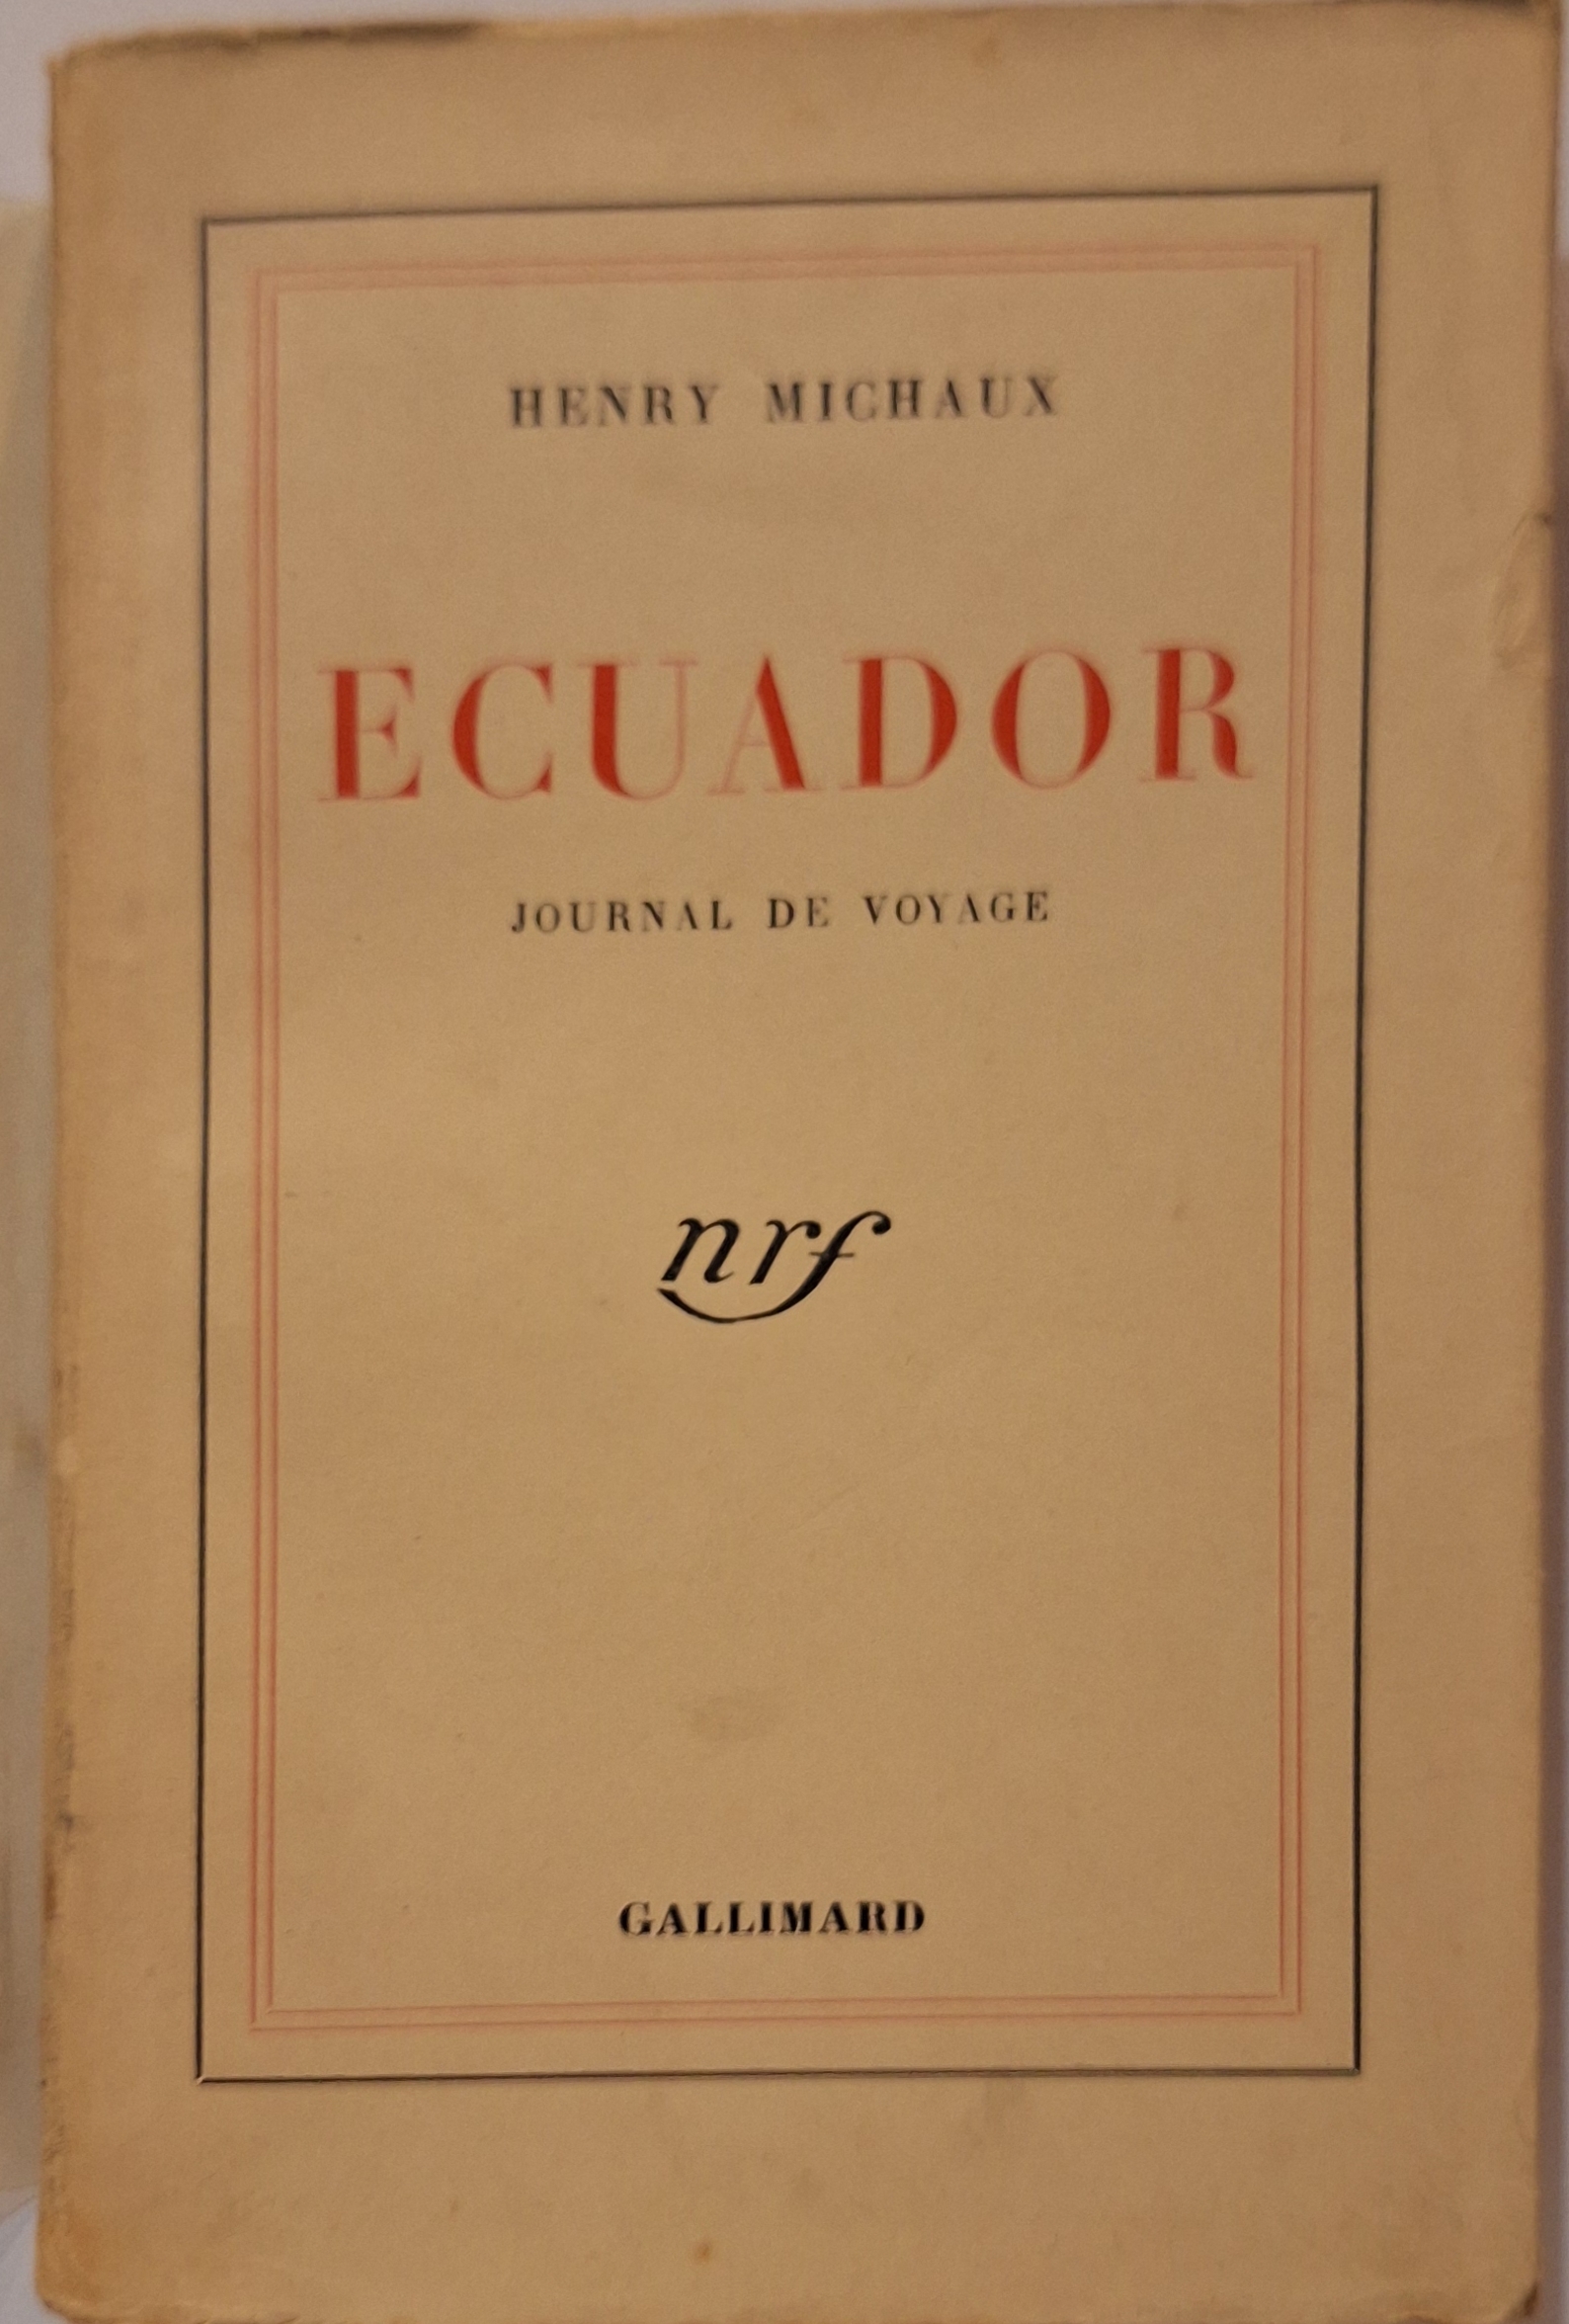 HENRY MICHAUX
ECUADOR
JOURNAL DE VOYAGE
nrf
GALLIMARD